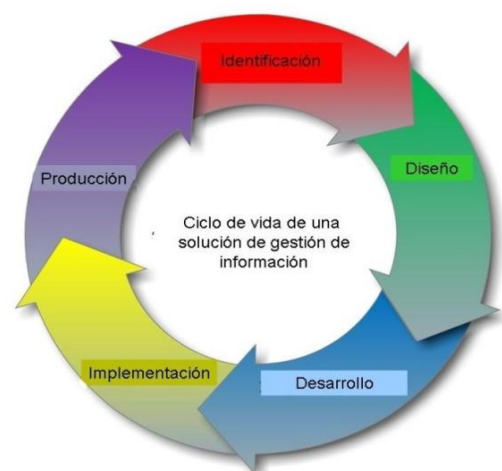 Identificación
Diseño
Desarrollo
Implementación
Producción
Ciclo de vida de una
solución de gestión de
información